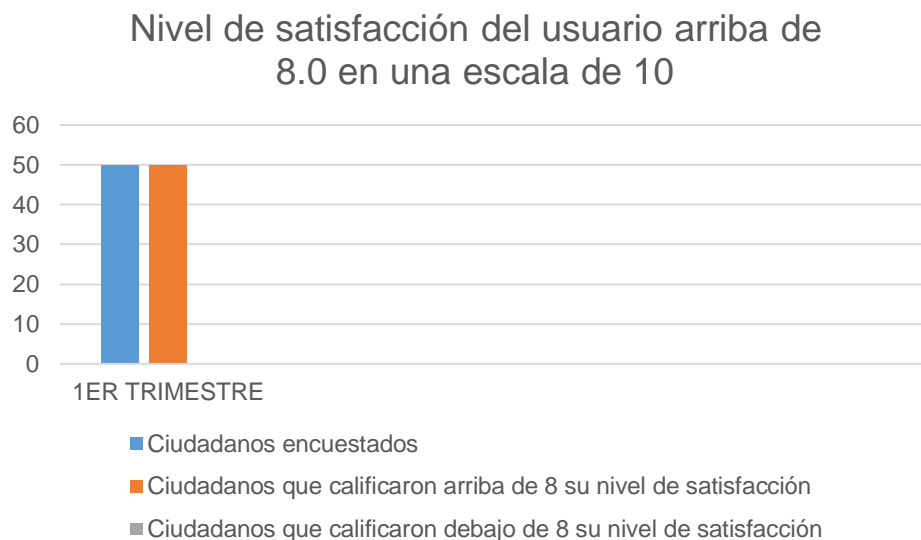 Nivel de satisfacción del usuario arriba de
8.0 en una escala de 10
60
50
40
30
20
10
0
1ER TRIMESTRE
Ciudadanos encuestados
Ciudadanos que calificaron arriba de 8 su nivel de satisfacción
Ciudadanos que calificaron debajo de 8 su nivel de satisfacción